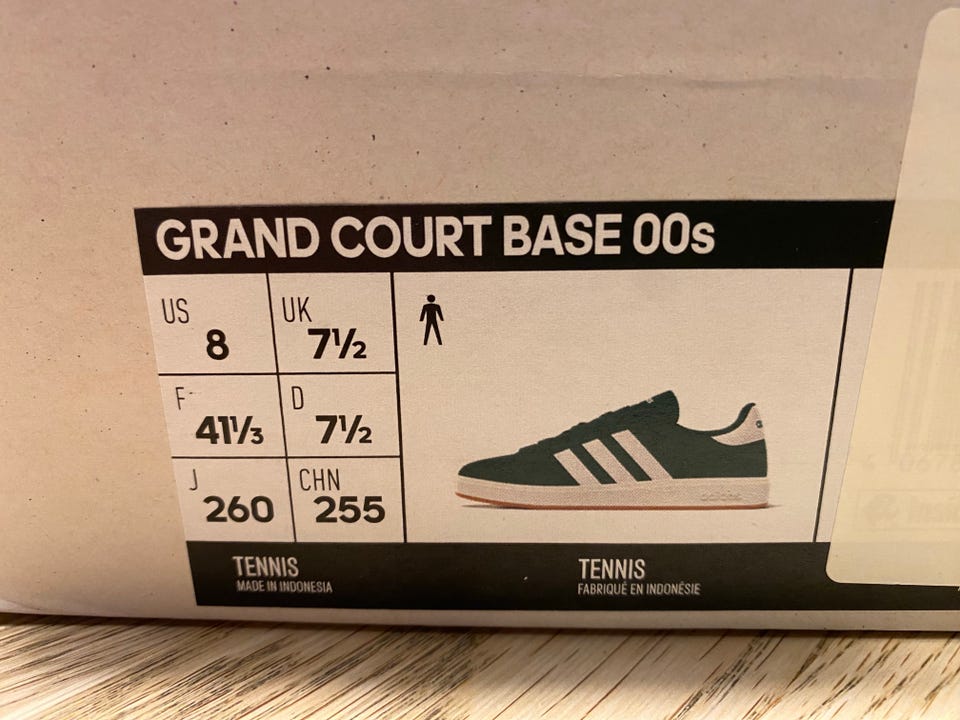 GRAND COURT BASE 00s
US 8
UK 7½
F 41⅓
D 7½
J 260
CHN 255
adidas
TENNIS
MADE IN INDONESIA
TENNIS
FABRIQUÉ EN INDONÉSIE